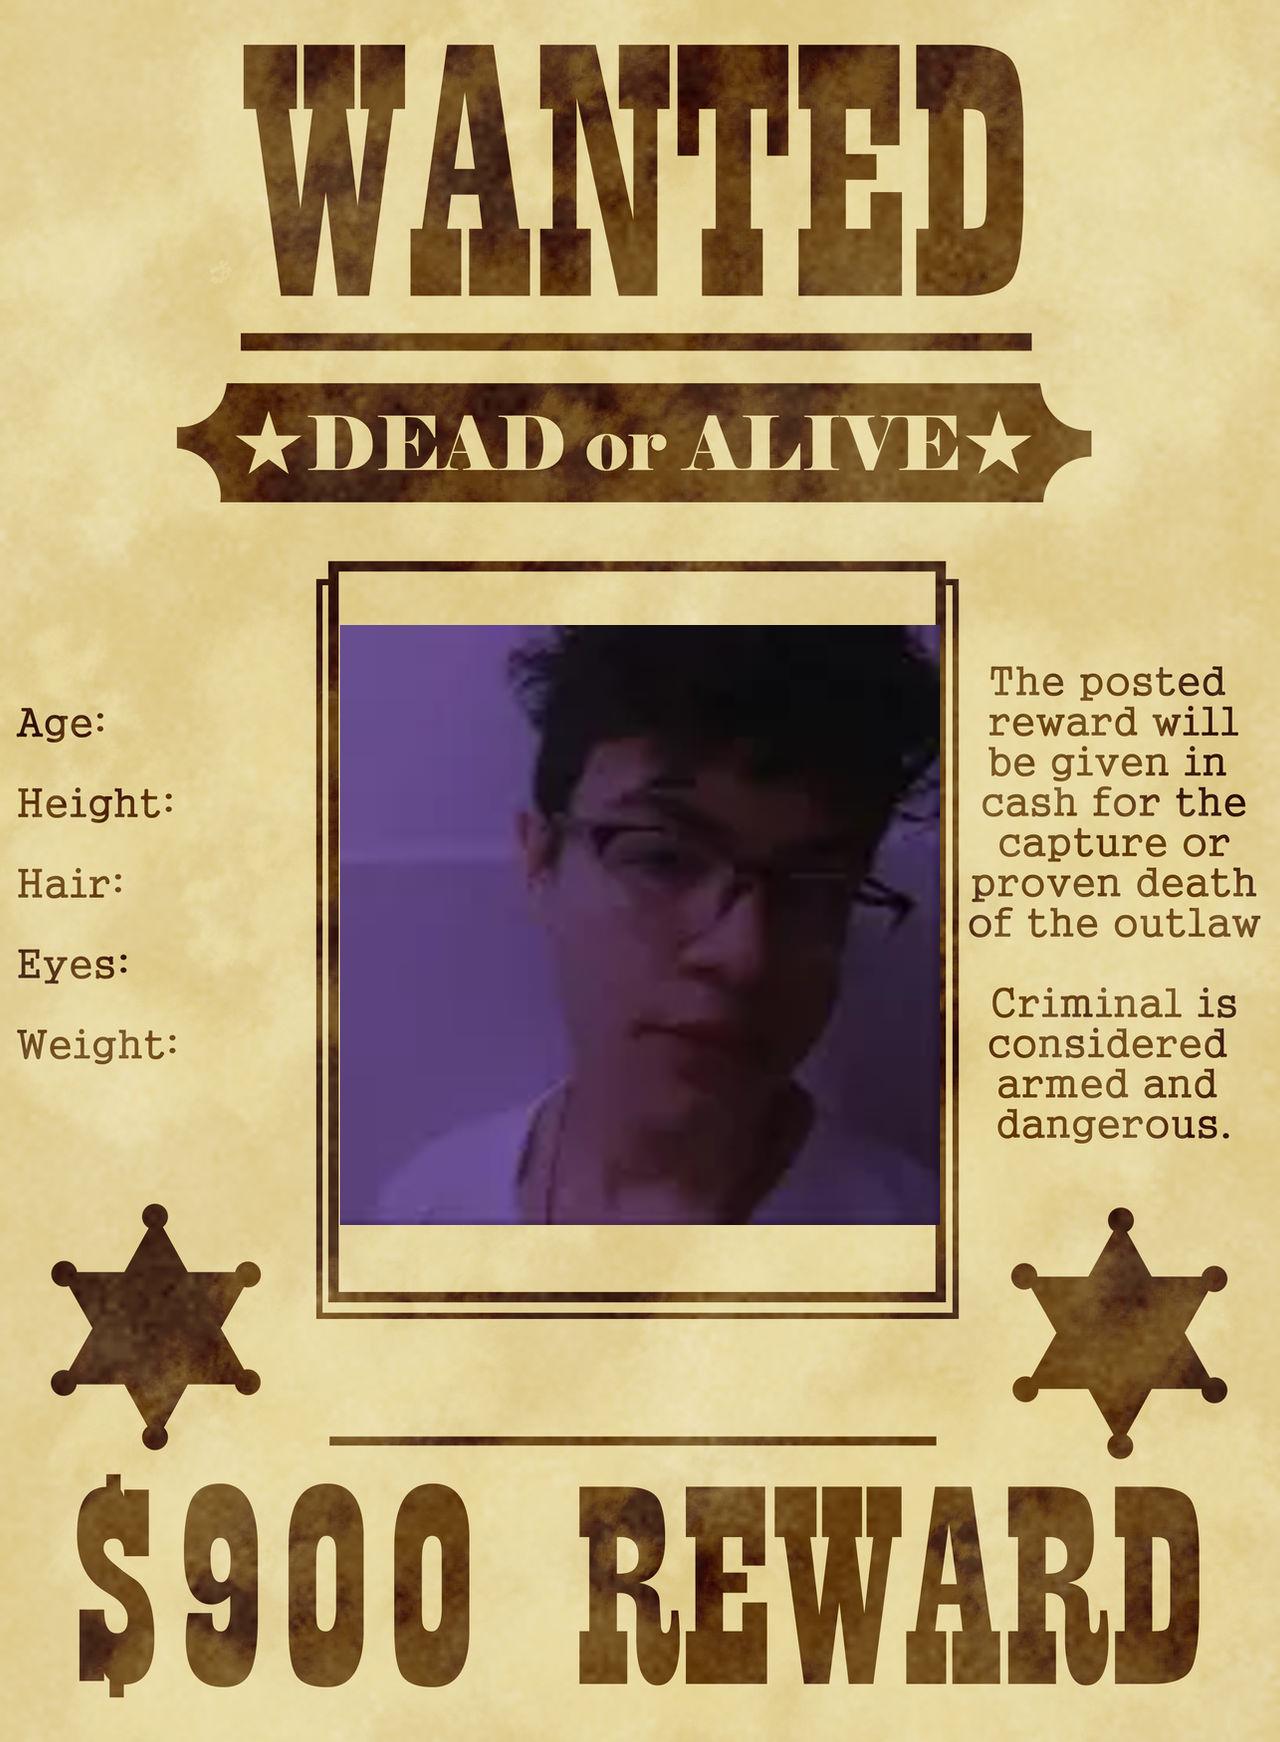 WANTED
★DEAD or ALIVE★
Age:
Height:
Hair:
Eyes:
Weight:
The posted
reward will
be given in
cash for the
capture or
proven death
of the outlaw
Criminal is
considered
armed and
dangerous.
$900 REWARD